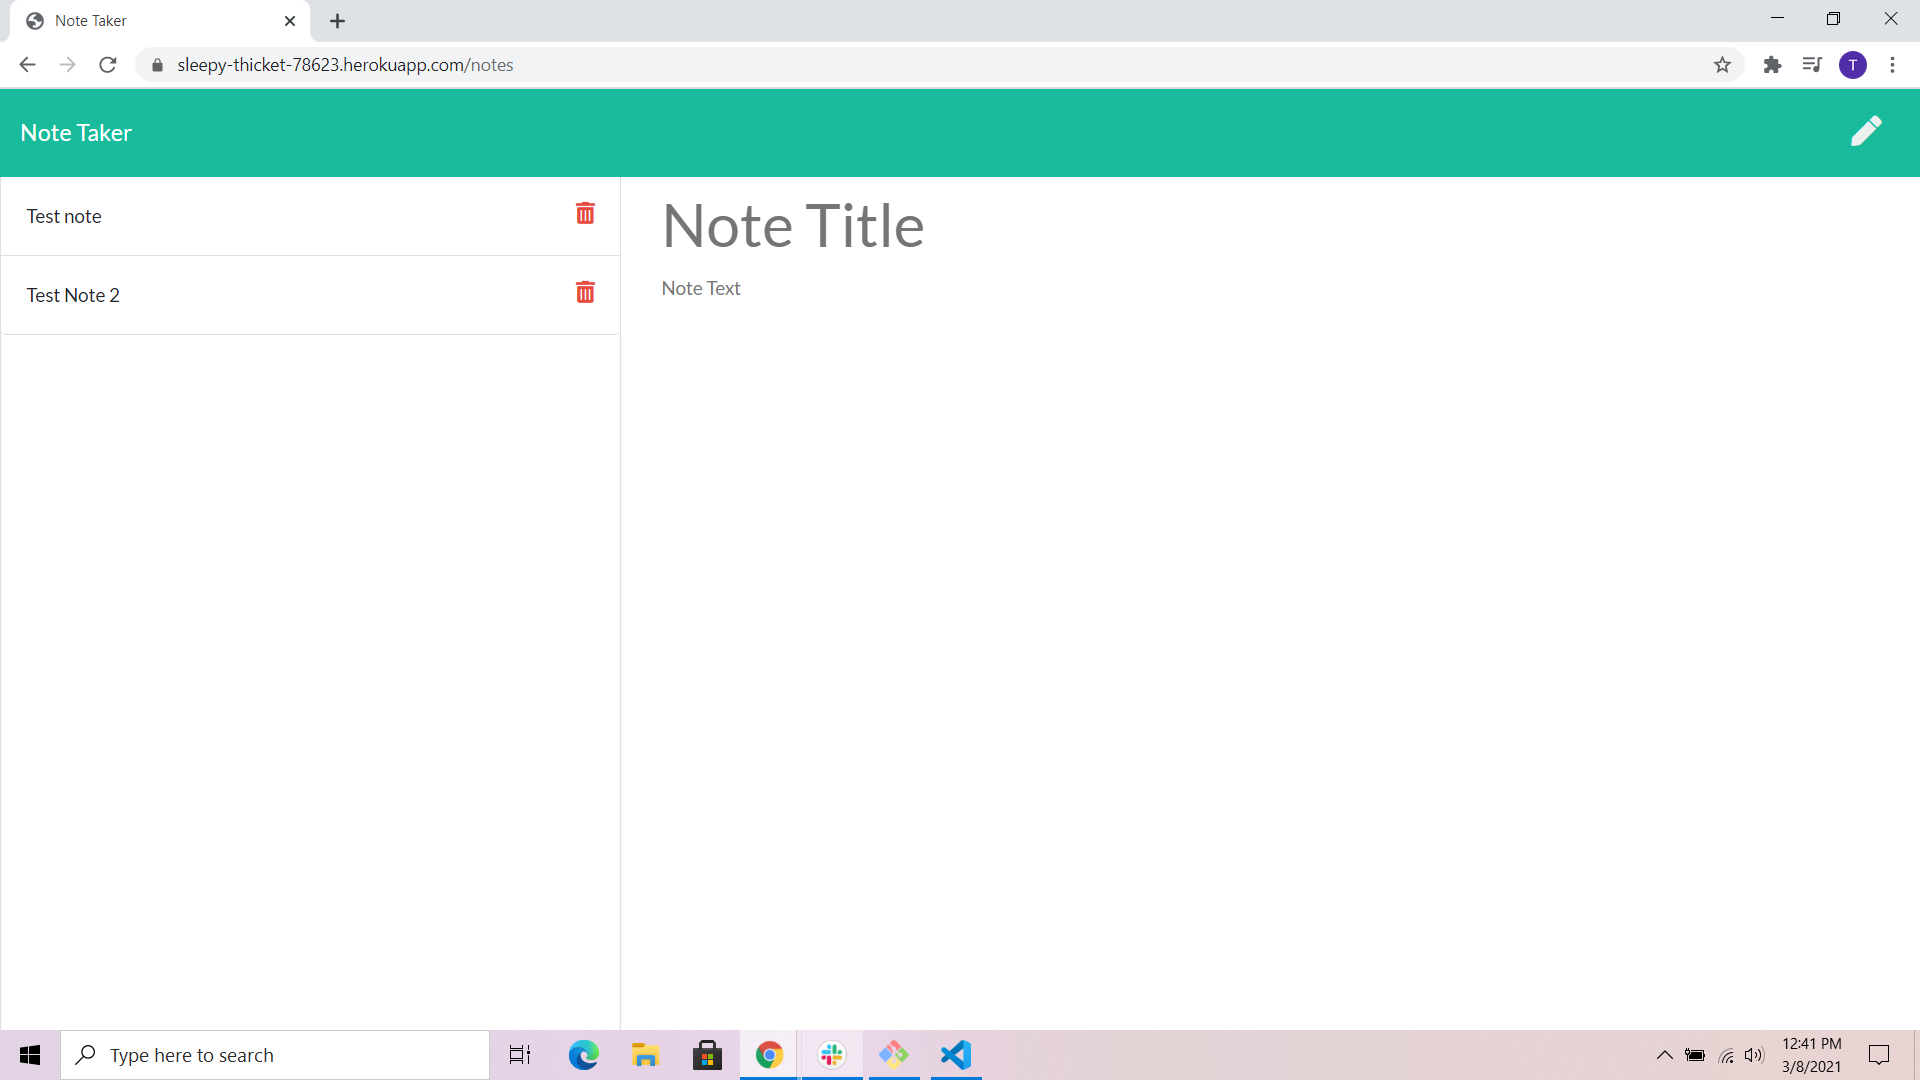 Note Taker
sleepy-thicket-78623.herokuapp.com/notes
T
Note Taker
Test note
Test Note 2
Note Title
Note Text
Type here to search
12:41 PM
3/8/2021